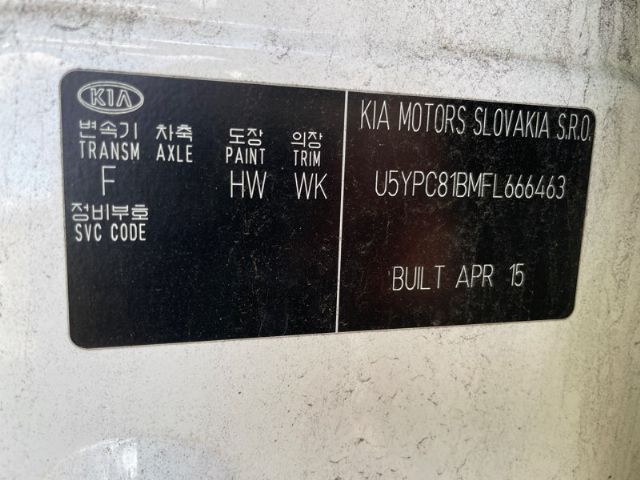 KIA
변속기 차축 도장 의장
TRANSM AXLE PAINT TRIM
F HW WK
정비부호
SVC CODE
KIA MOTORS SLOVAKIA S.R.O.
U5YPC81BMFL666463
BUILT APR 15